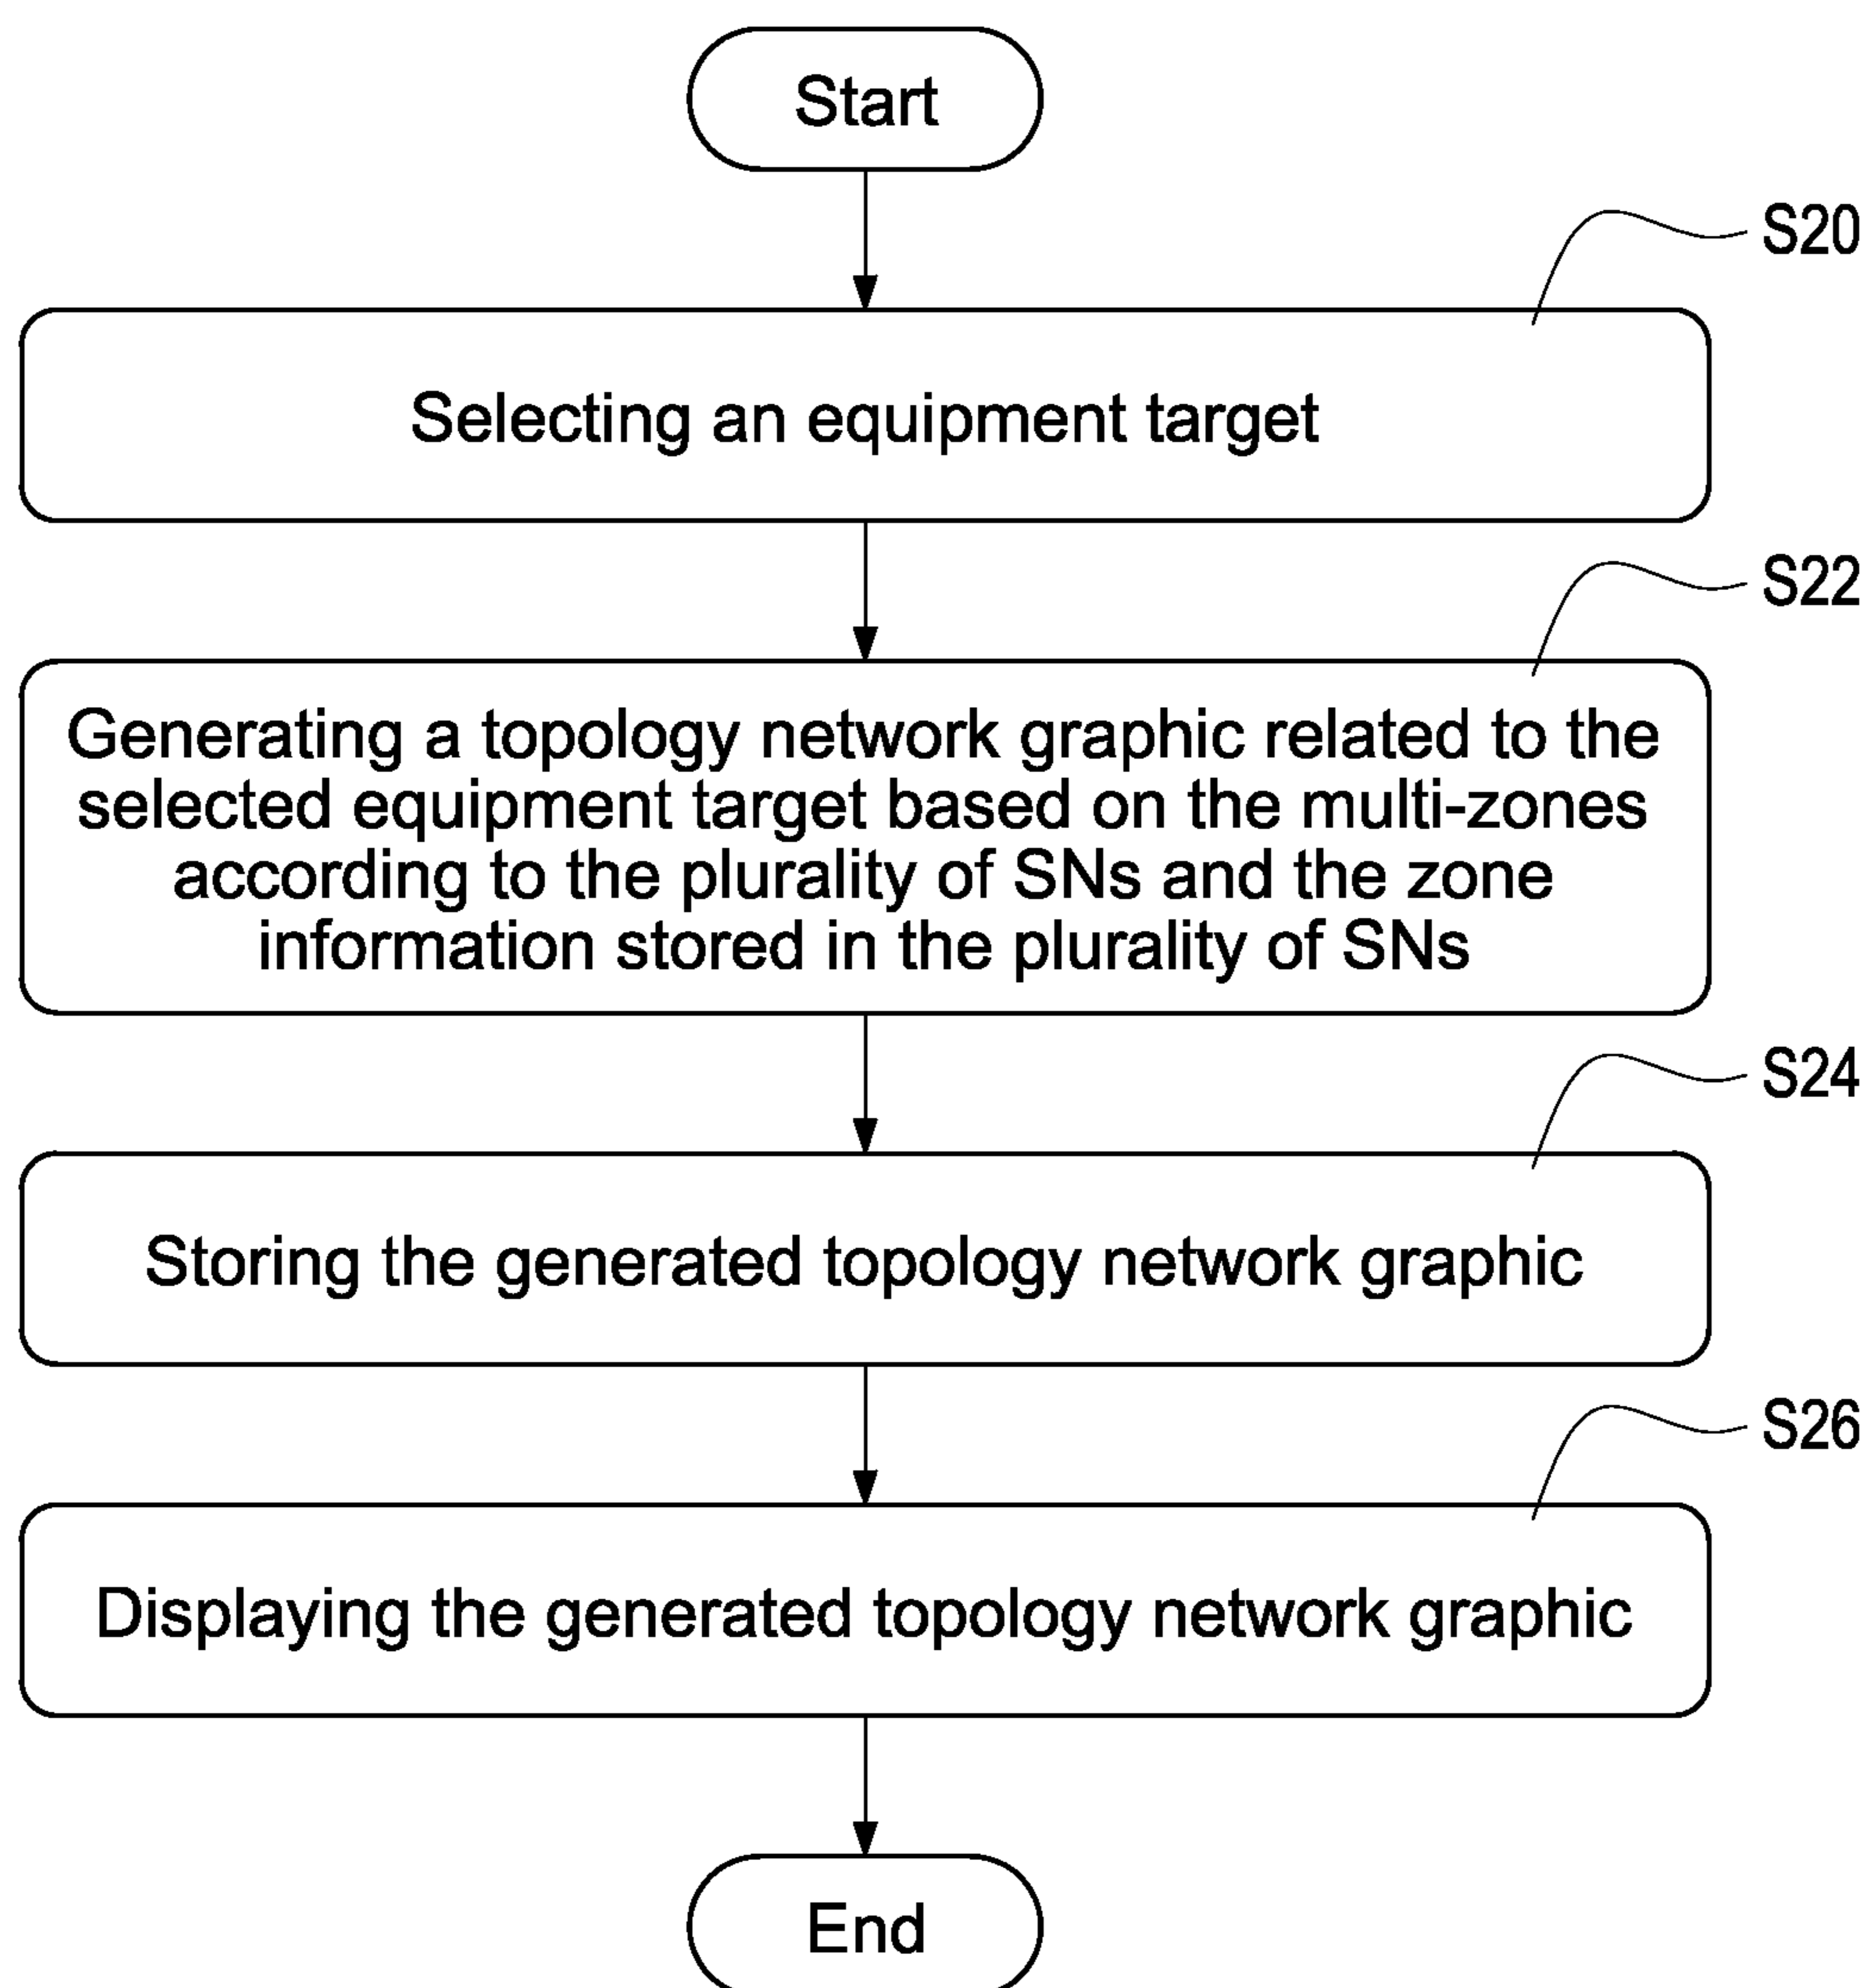 Start
S20
Selecting an equipment target
S22
Generating a topology network graphic related to the
selected equipment target based on the multi-zones
according to the plurality of SNs and the zone
information stored in the plurality of SNs
S24
Storing the generated topology network graphic
S26
Displaying the generated topology network graphic
End